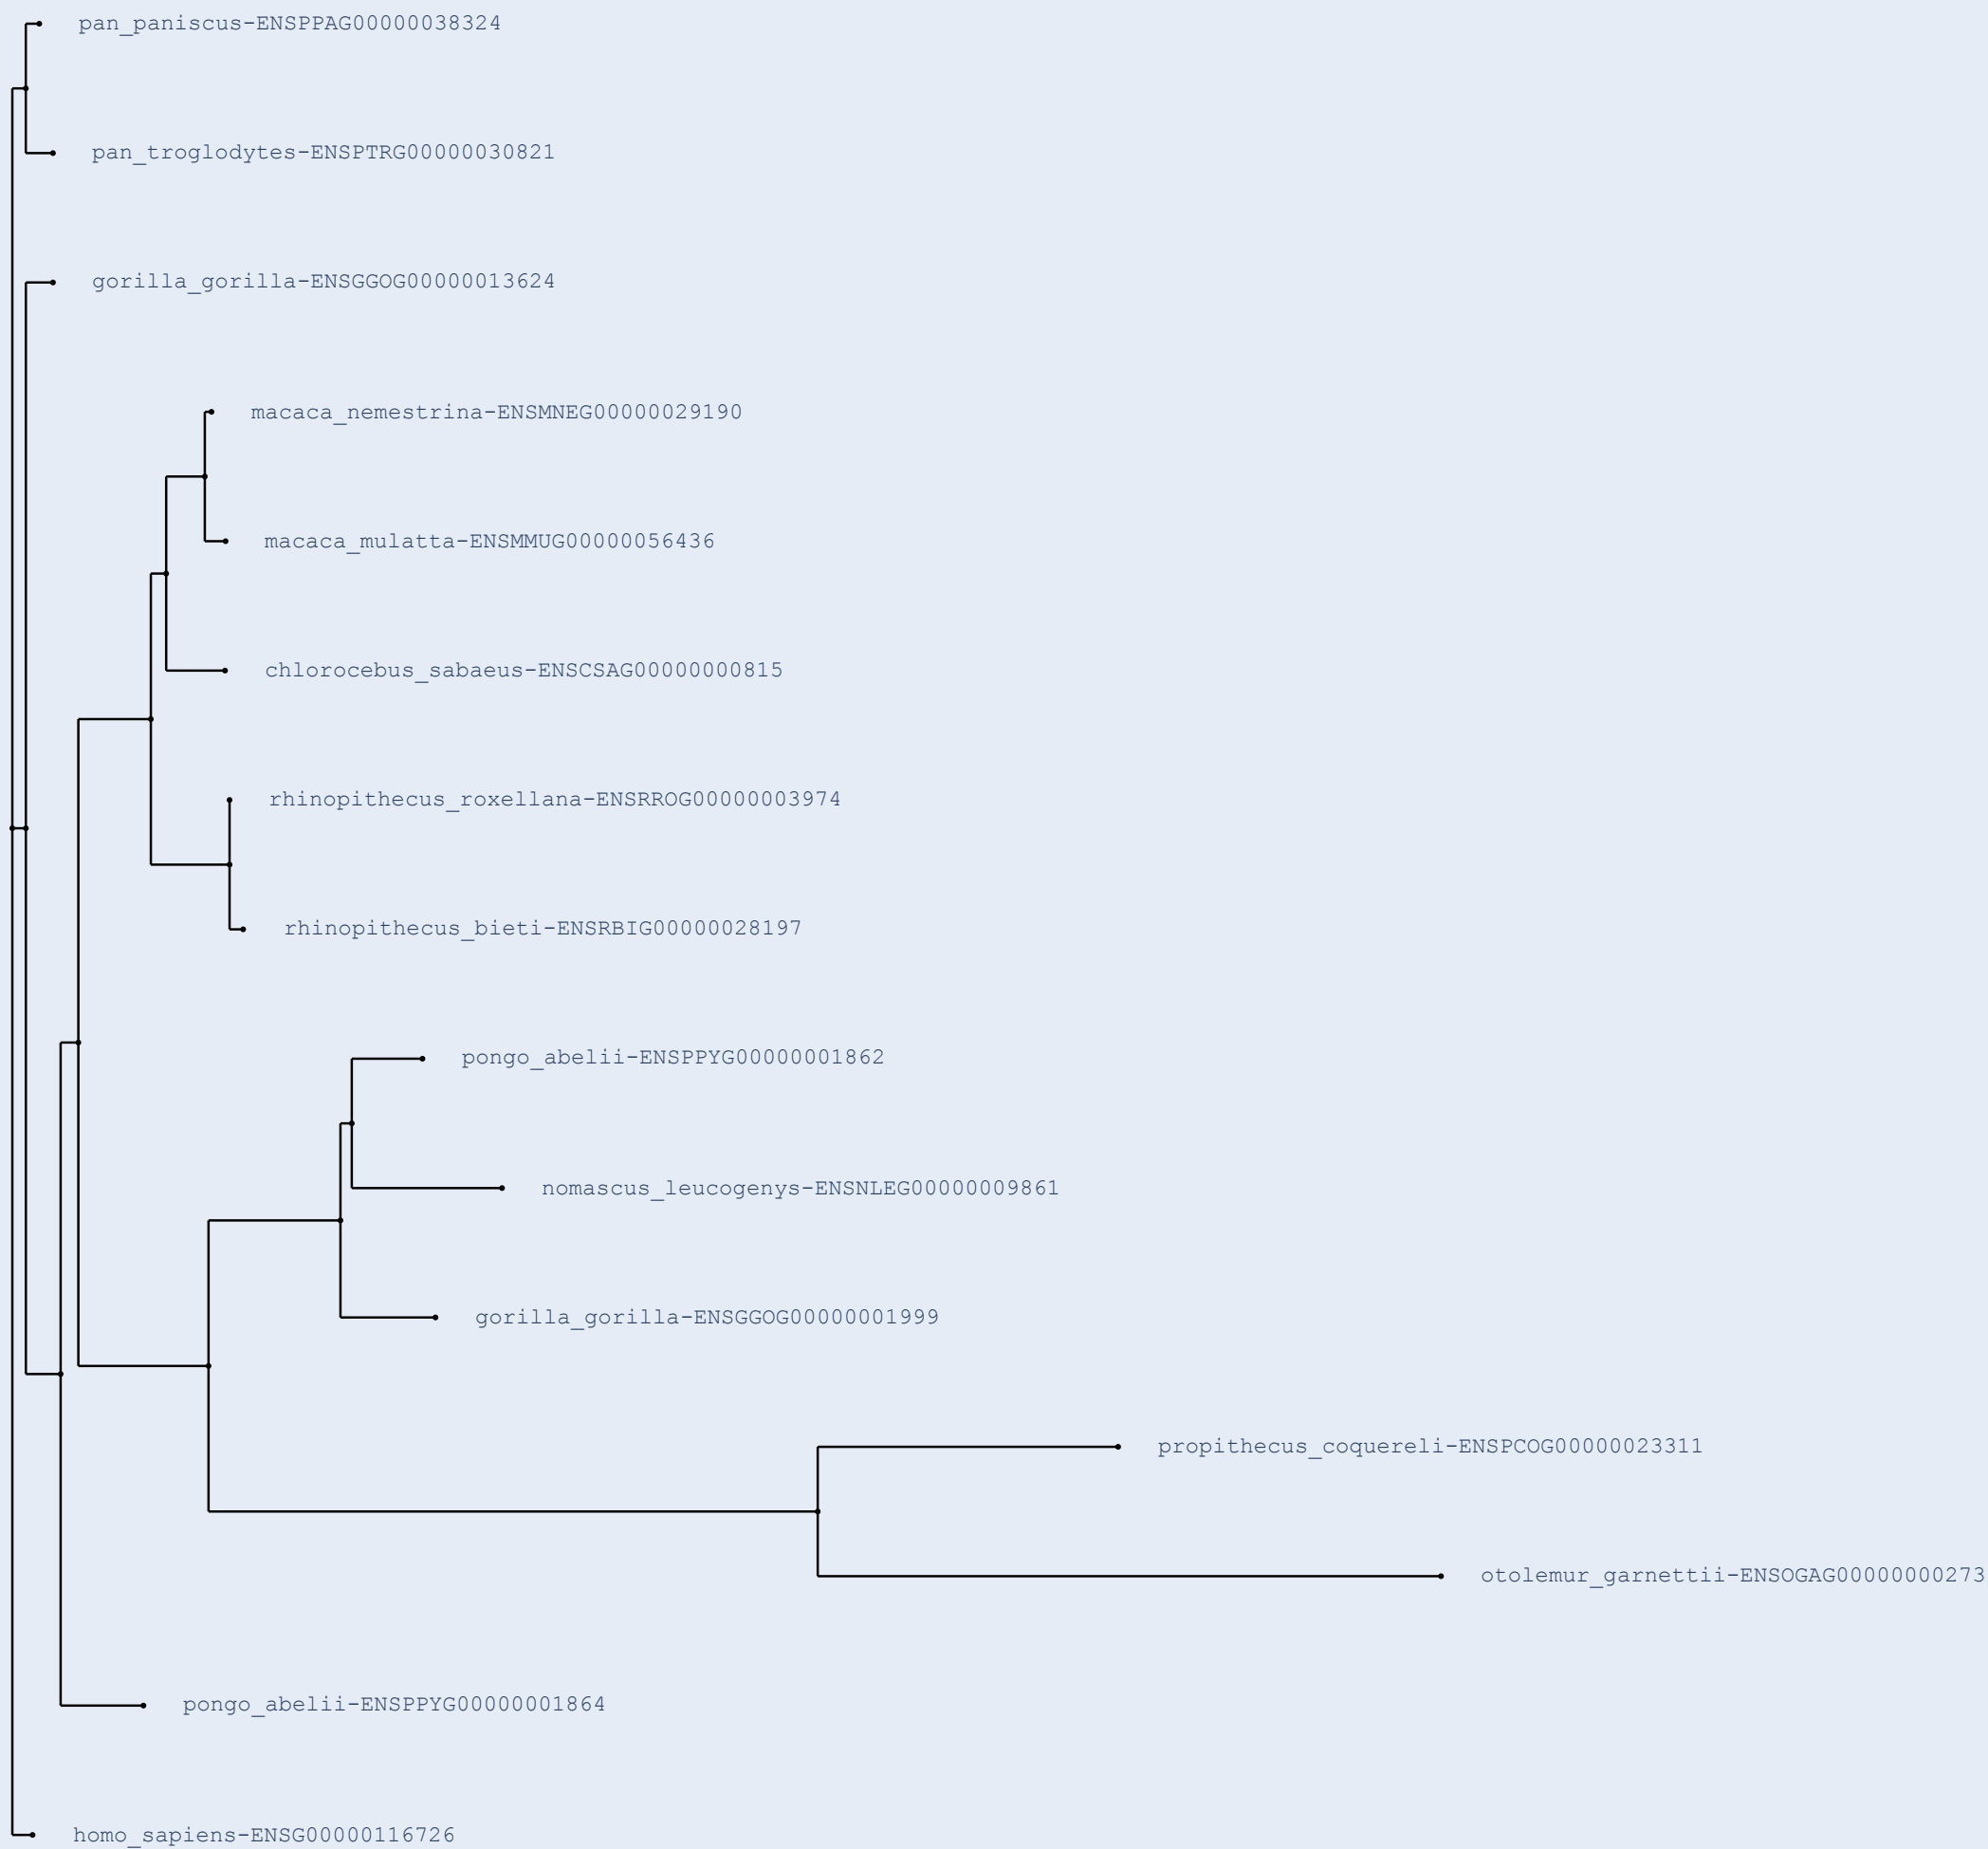 pan_paniscus-ENSPPAG00000038324
pan_troglodytes-ENSPTRG00000030821
gorilla_gorilla-ENSGGOG00000013624
macaca_nemestrina-ENSMNEG00000029190
macaca_mulatta-ENSMMUG00000056436
chlorocebus_sabaeus-ENSCSAG00000000815
rhinopithecus_roxellana-ENSRROG00000003974
rhinopithecus_bieti-ENSRBIG00000028197
pongo_abelii-ENSPPYG00000001862
nomascus_leucogenys-ENSNLEG00000009861
gorilla_gorilla-ENSGGOG00000001999
propithecus_coquereli-ENSPCOG00000023311
otolemur_garnettii-ENSOGAG00000000273
pongo_abelii-ENSPPYG00000001864
homo_sapiens-ENSG00000116726